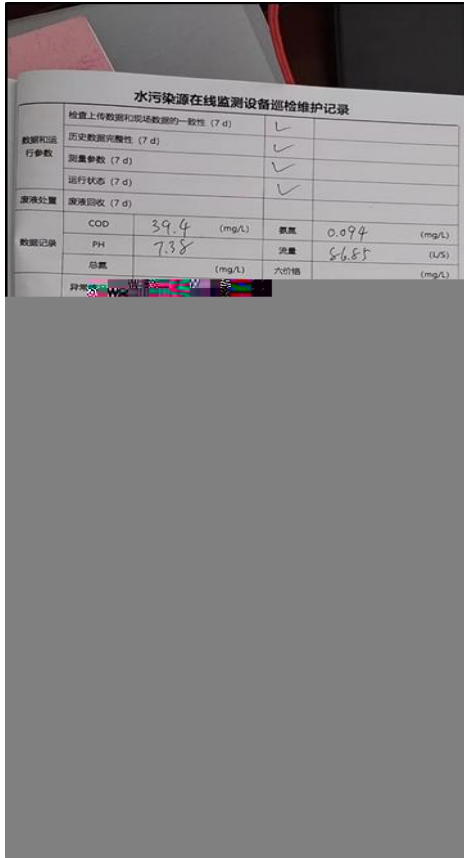 水污染源在线监测设备巡检维护记录
数据和运行参数 检查上传数据和现场数据的一致性 (7 d) ✓
历史数据完整性 (7 d) ✓
测量参数 (7 d) ✓
运行状态 (7 d) ✓
废液处置 废液回收 (7 d)
数据记录 COD 39.4 (mg/L) 氨氮 0.094 (mg/L)
PH 7.38 流量 86.85 (L/S)
总氮 (mg/L) 六价铬 (mg/L)
异常